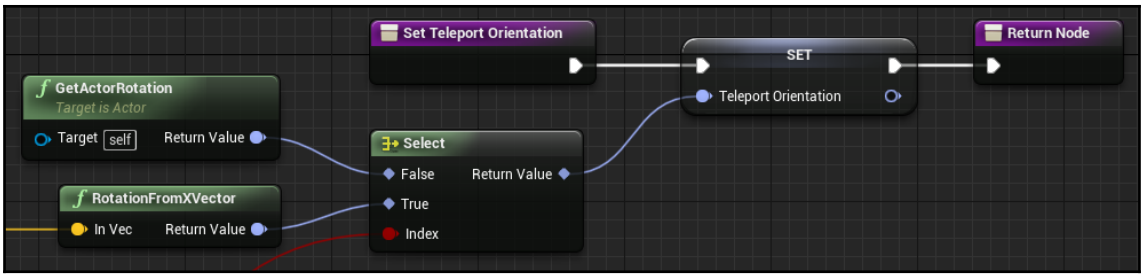 Set Teleport Orientation
SET
Return Node
Teleport Orientation
f GetActorRotation
Target is Actor
Target self Return Value
Select
False Return Value
True
Index
f RotationFromXVector
In Vec Return Value